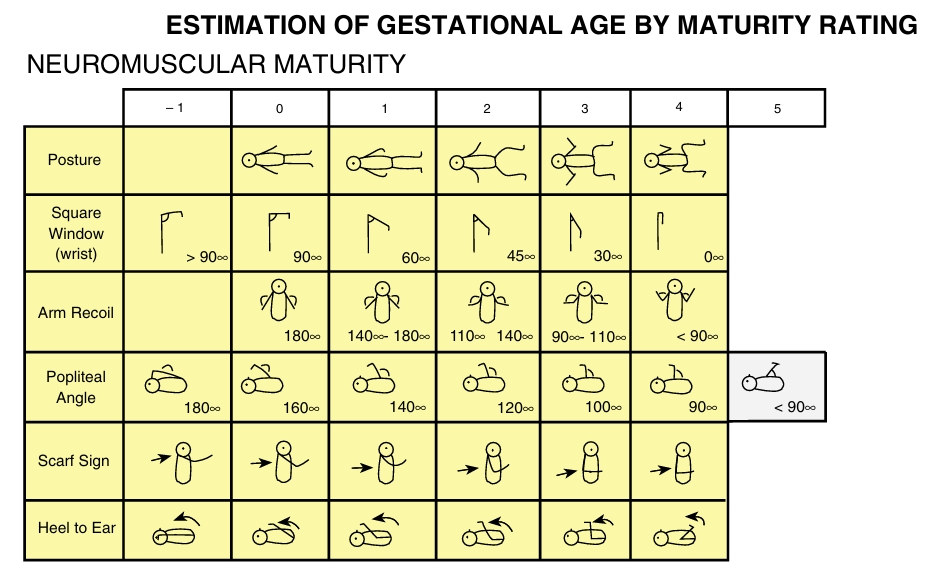 ESTIMATION OF GESTATIONAL AGE BY MATURITY RATING
NEUROMUSCULAR MATURITY
– 1 0 1 2 3 4 5
Posture
Square
Window
(wrist)
> 90∞ 90∞ 60∞ 45∞ 30∞ 0∞
Arm Recoil
180∞ 140∞- 180∞ 110∞ 140∞ 90∞- 110∞ < 90∞
Popliteal
Angle
180∞ 160∞ 140∞ 120∞ 100∞ 90∞ < 90∞
Scarf Sign
Heel to Ear